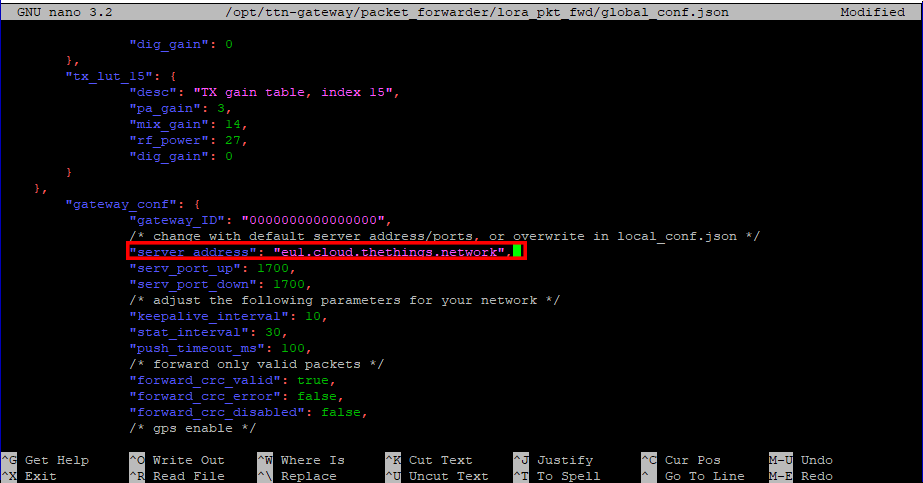 GNU nano 3.2 /opt/ttn-gateway/packet_forwarder/lora_pkt_fwd/global_conf.json Modified
"dig_gain": 0
},
"tx_lut_15": {
"desc": "TX gain table, index 15",
"pa_gain": 3,
"mix_gain": 14,
"rf_power": 27,
"dig_gain": 0
}
},
"gateway_conf": {
"gateway_ID": "0000000000000000",
/* change with default server address/ports, or overwrite in local_conf.json */
"server_address": "eu1.cloud.thethings.network",
"serv_port_up": 1700,
"serv_port_down": 1700,
/* adjust the following parameters for your network */
"keepalive_interval": 10,
"stat_interval": 30,
"push_timeout_ms": 100,
/* forward only valid packets */
"forward_crc_valid": true,
"forward_crc_error": false,
"forward_crc_disabled": false,
/* gps enable */
^G Get Help ^O Write Out ^W Where Is ^K Cut Text ^J Justify ^C Cur Pos M-U Undo
^X Exit ^R Read File ^\ Replace ^U Uncut Text ^T To Spell ^_ Go To Line M-E Redo